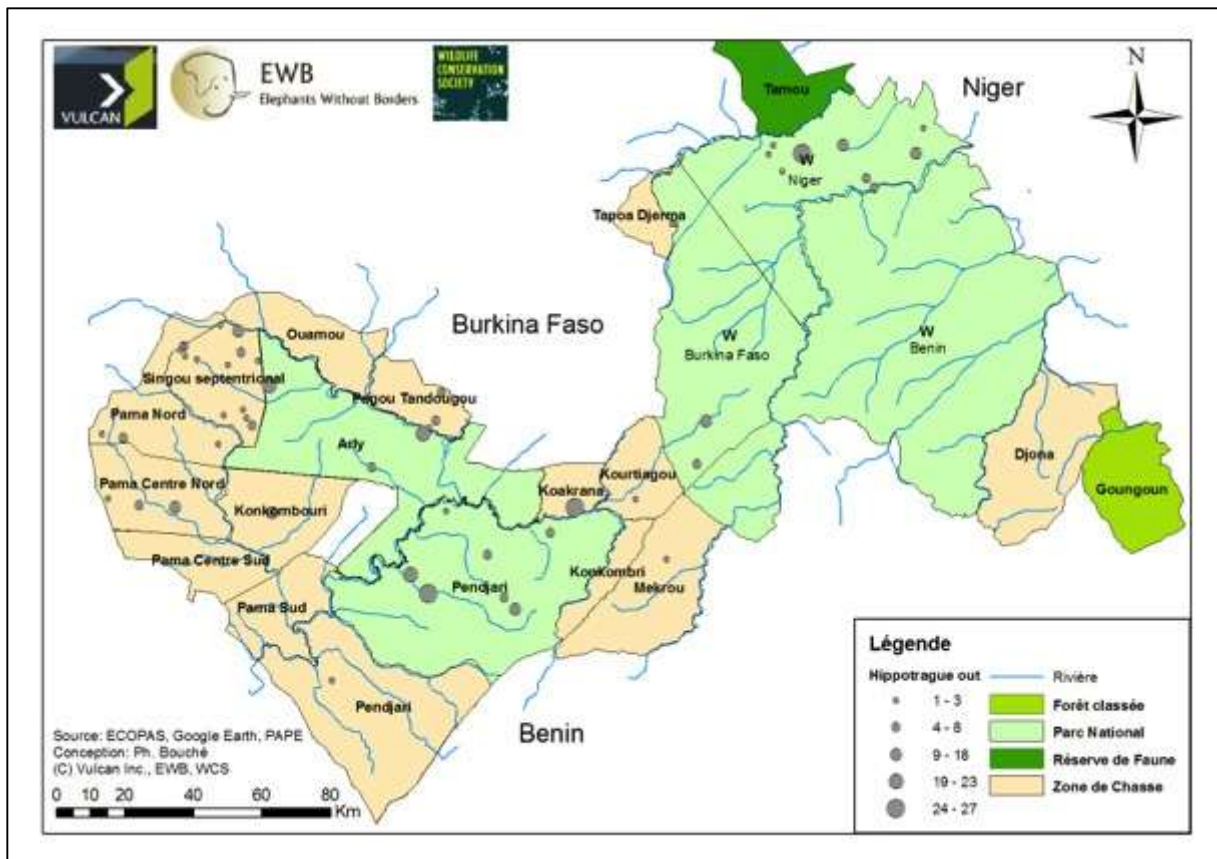 VULCAN
EWB
Elephants Without Borders
WILDLIFE
CONSERVATION
SOCIETY
N
Niger
Tamou
W
Niger
Tapoa Djerma
Burkina Faso
Ouamou
W
Burkina Faso
W
Benin
Singou septentrional
Pagou Tandougou
Pama Nord
Arly
Djona
Kourtiagou
Goungoun
Pama Centre Nord
Koakrana
Konkombouri
Pama Centre Sud
Konkombri
Pendjari
Mekrou
Pama Sud
Pendjari
Benin
Source: ECOPAS, Google Earth, PAPE
Conception: Ph. Bouché
(C) Vulcan Inc., EWB, WCS
0 10 20 40 60 80
Km
Légende
Hippotrague out
1 - 3
4 - 8
9 - 18
19 - 23
24 - 27
Rivière
Forêt classée
Parc National
Réserve de Faune
Zone de Chasse